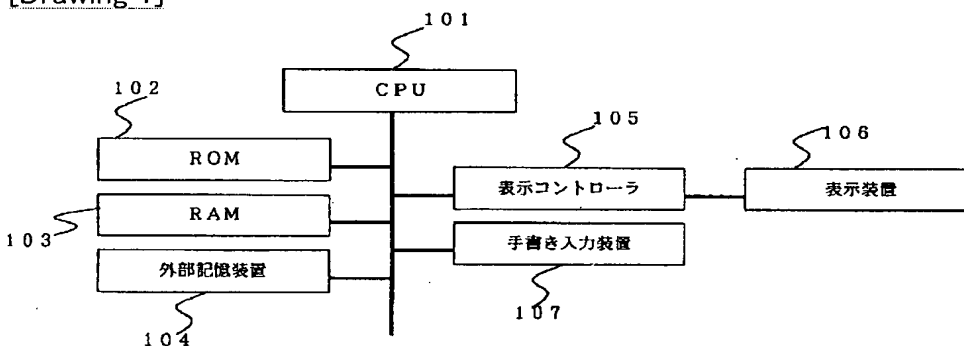 [Drawing 1]
101
CPU
102
ROM
105
表示コントローラ
106
表示装置
103
RAM
手書き入力装置
107
外部記憶装置
104